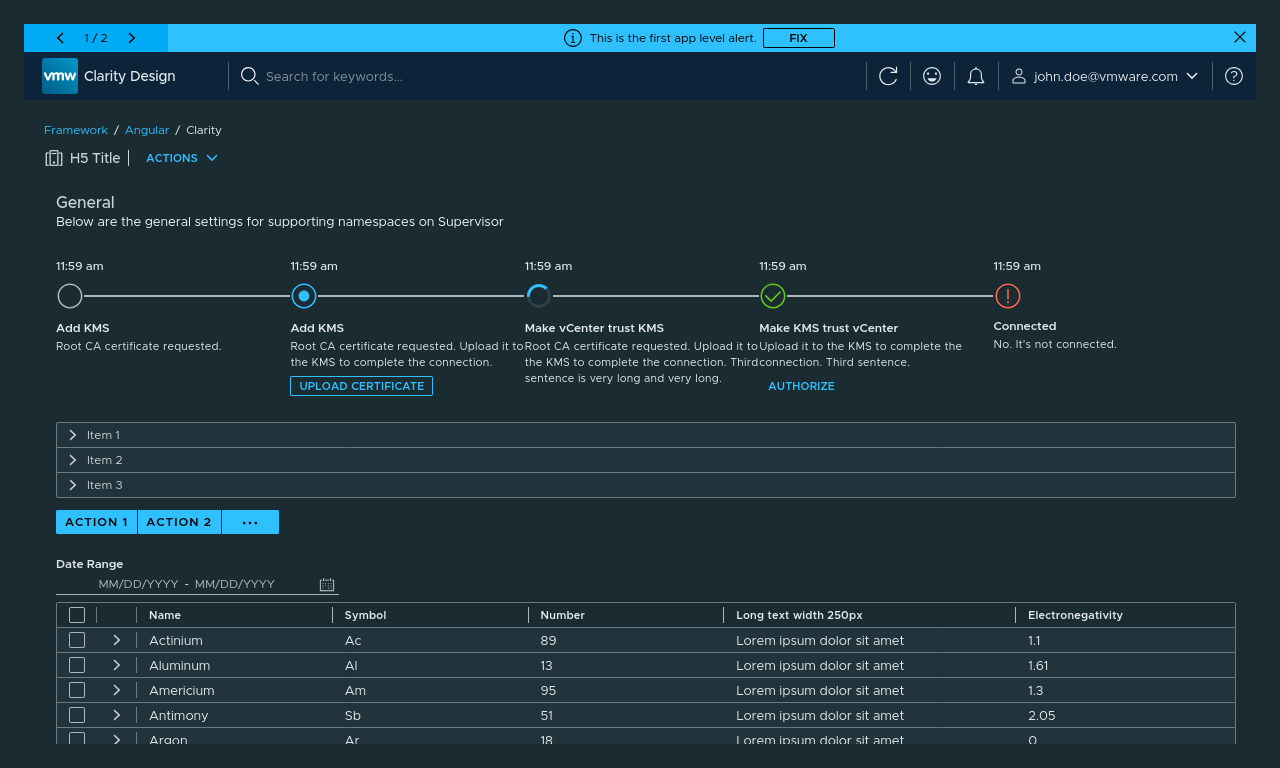 1 / 2
This is the first app level alert.
FIX
vmw Clarity Design
Search for keywords...
john.doe@vmware.com
Framework / Angular / Clarity
H5 Title
ACTIONS
General
Below are the general settings for supporting namespaces on Supervisor
11:59 am
Add KMS
Root CA certificate requested.
11:59 am
Add KMS
Root CA certificate requested. Upload it to
the KMS to complete the connection.
UPLOAD CERTIFICATE
11:59 am
Make vCenter trust KMS
Root CA certificate requested. Upload it to
the KMS to complete the connection. Third
sentence is very long and very long.
11:59 am
Make KMS trust vCenter
Upload it to the KMS to complete the
connection. Third sentence.
AUTHORIZE
11:59 am
Connected
No. It's not connected.
Item 1
Item 2
Item 3
ACTION 1 ACTION 2 ...
Date Range
MM/DD/YYYY - MM/DD/YYYY
Name Symbol Number Long text width 250px Electronegativity
Actinium Ac 89 Lorem ipsum dolor sit amet 1.1
Aluminum Al 13 Lorem ipsum dolor sit amet 1.61
Americium Am 95 Lorem ipsum dolor sit amet 1.3
Antimony Sb 51 Lorem ipsum dolor sit amet 2.05
Argon Ar 18 Lorem ipsum dolor sit amet 0